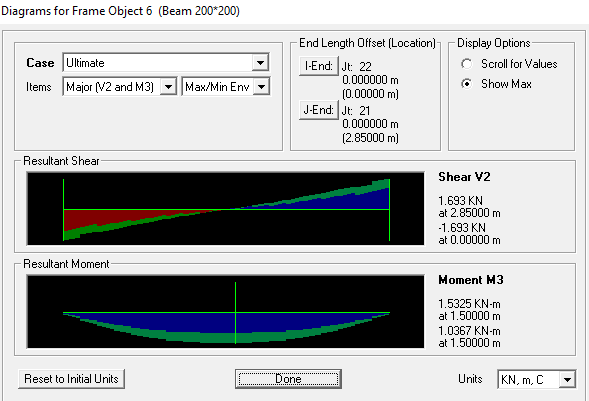 Diagrams for Frame Object 6 (Beam 200*200)
Case Ultimate
Items Major (V2 and M3) Max/Min Env
End Length Offset (Location)
I-End: Jt: 22
0.000000 m
(0.00000 m)
J-End: Jt: 21
0.000000 m
(2.85000 m)
Display Options
Scroll for Values
Show Max
Resultant Shear
Shear V2
1.693 KN
at 2.85000 m
-1.693 KN
at 0.00000 m
Resultant Moment
Moment M3
1.5325 KN-m
at 1.50000 m
1.0367 KN-m
at 1.50000 m
Reset to Initial Units Done Units KN, m, C